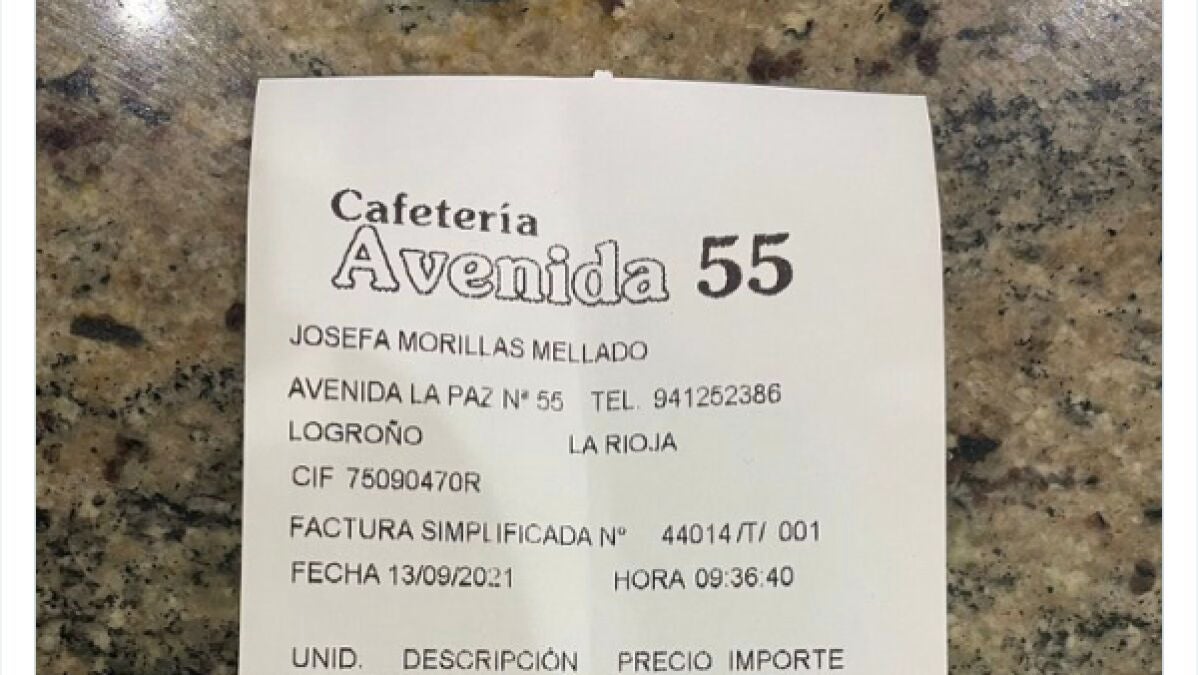 Cafetería
Avenida 55
JOSEFA MORILLAS MELLADO
AVENIDA LA PAZ Nº 55 TEL. 941252386
LOGROÑO LA RIOJA
CIF 75090470R
FACTURA SIMPLIFICADA Nº 44014/T/ 001
FECHA 13/09/2021 HORA 09:36:40
UNID. DESCRIPCIÓN PRECIO IMPORTE